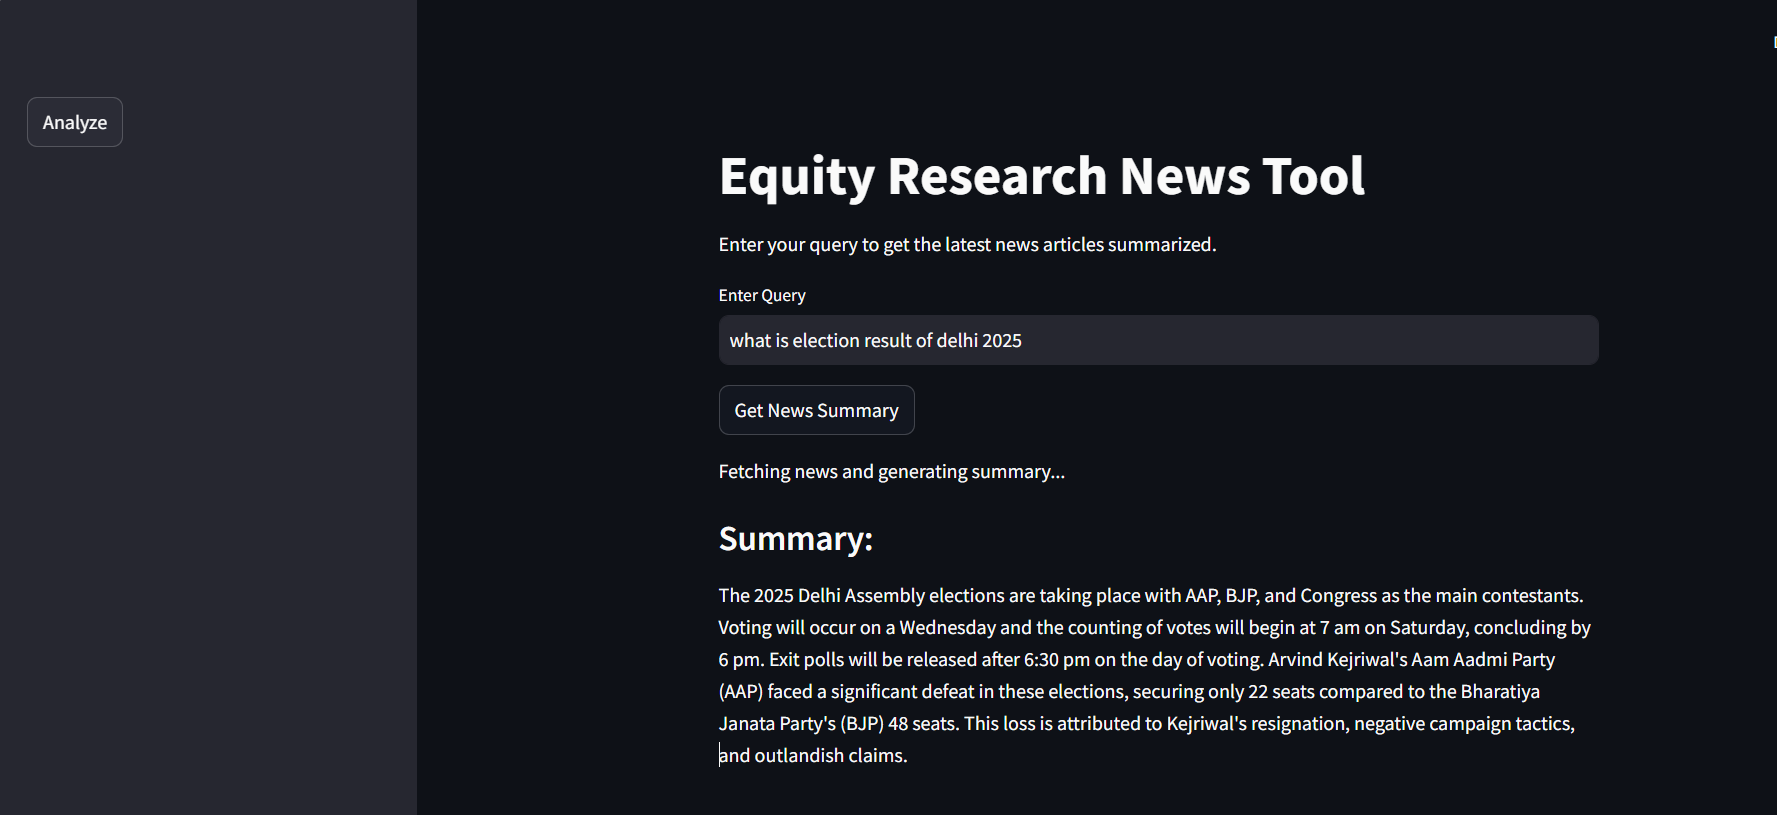 Analyze
Equity Research News Tool
Enter your query to get the latest news articles summarized.
Enter Query
what is election result of delhi 2025
Get News Summary
Fetching news and generating summary...
Summary:
The 2025 Delhi Assembly elections are taking place with AAP, BJP, and Congress as the main contestants.
Voting will occur on a Wednesday and the counting of votes will begin at 7 am on Saturday, concluding by
6 pm. Exit polls will be released after 6:30 pm on the day of voting. Arvind Kejriwal's Aam Aadmi Party
(AAP) faced a significant defeat in these elections, securing only 22 seats compared to the Bharatiya
Janata Party's (BJP) 48 seats. This loss is attributed to Kejriwal's resignation, negative campaign tactics,
and outlandish claims.